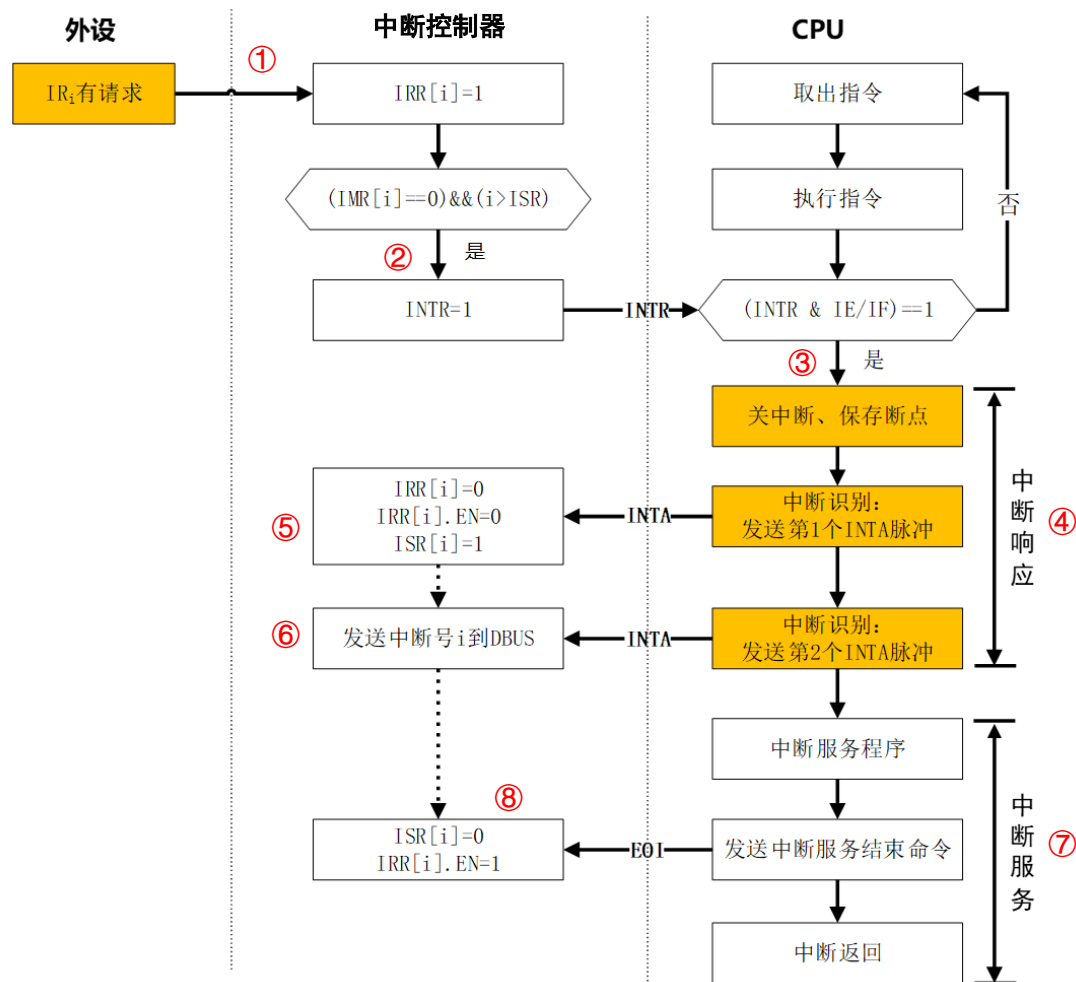 外设
中断控制器
CPU
①
IRi有请求
IRR[i]=1
取出指令
(IMR[i]==0)&&(i>ISR)
执行指令
否
②
是
INTR=1
INTR
(INTR & IE/IF)==1
③
是
关中断、保存断点
⑤
IRR[i]=0
IRR[i].EN=0
ISR[i]=1
INTA
中断识别:
发送第1个INTA脉冲
中断响应
④
⑥
发送中断号i到DBUS
INTA
中断识别:
发送第2个INTA脉冲
中断服务程序
⑧
ISR[i]=0
IRR[i].EN=1
EOI
发送中断服务结束命令
中断服务
⑦
中断返回